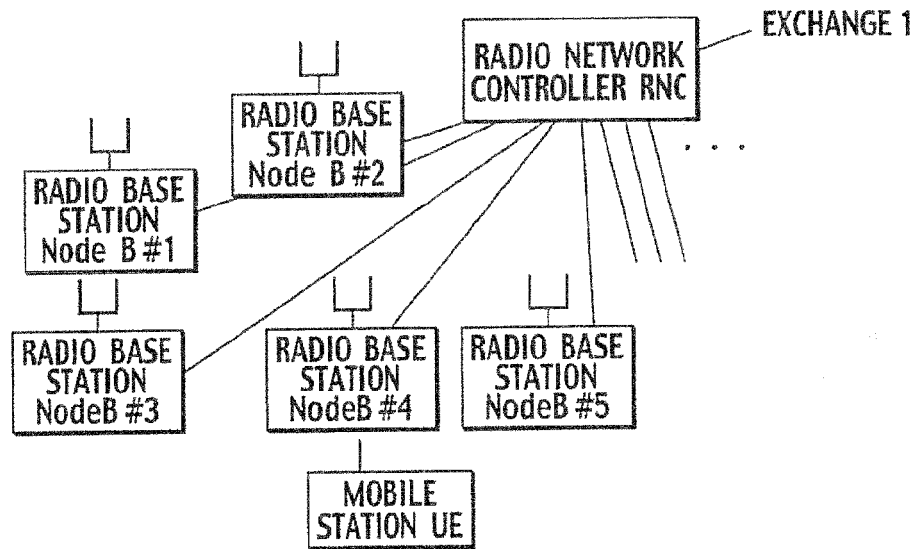 EXCHANGE 1
RADIO NETWORK
CONTROLLER RNC
RADIO BASE
STATION
Node B #2
. . .
RADIO BASE
STATION
Node B #1
RADIO BASE
STATION
NodeB #3
RADIO BASE
STATION
NodeB #4
RADIO BASE
STATION
NodeB #5
MOBILE
STATION UE